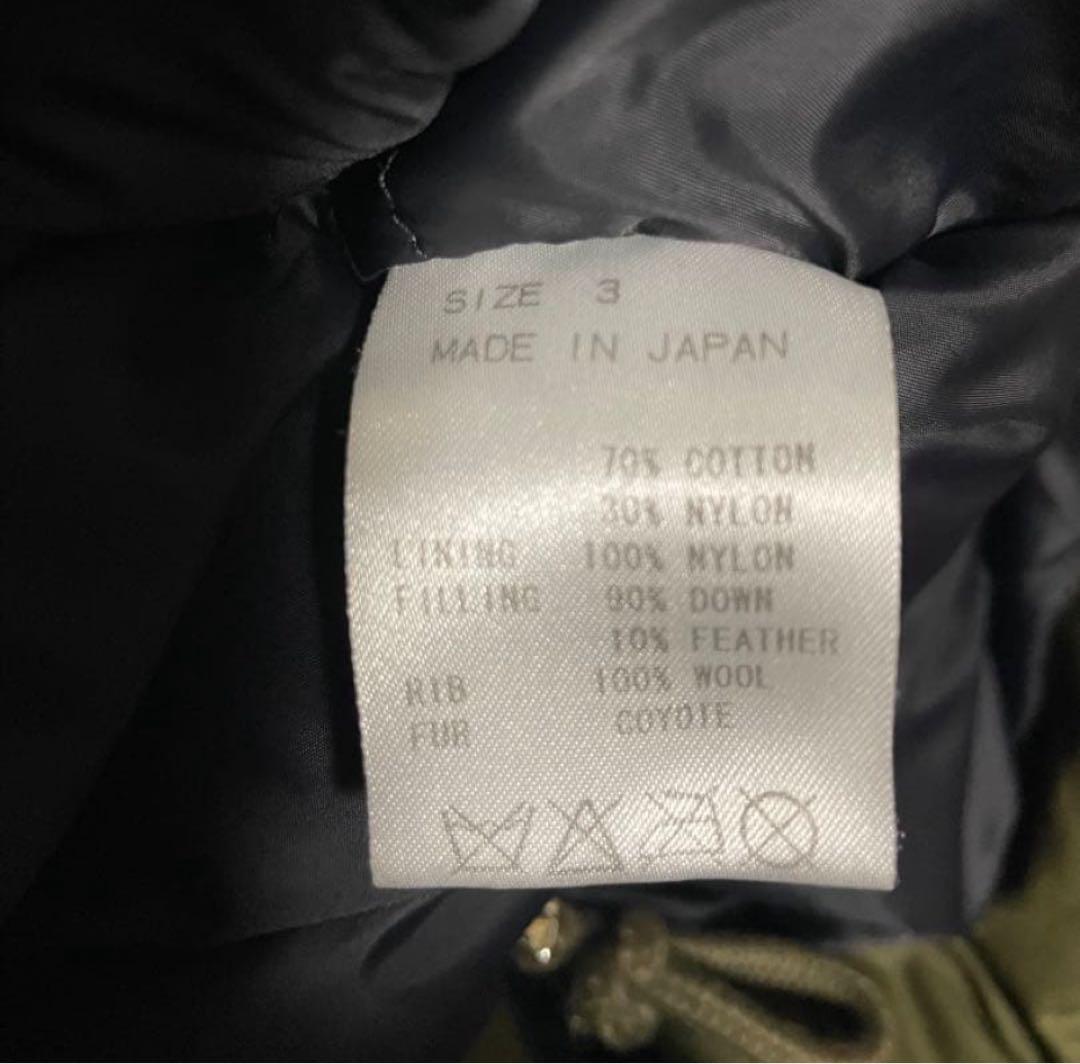 SIZE 3
MADE IN JAPAN
70% COTTON
30% NYLON
LINING 100% NYLON
FILLING 90% DOWN
10% FEATHER
RIB 100% WOOL
FUR COYOTE